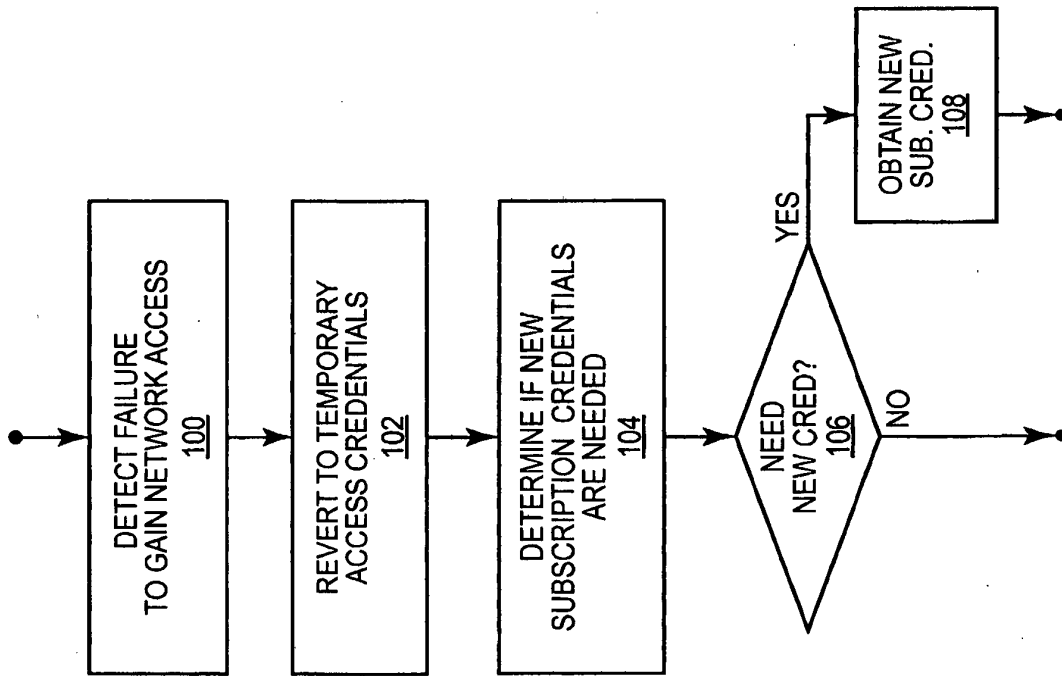 DETECT FAILURE
TO GAIN NETWORK ACCESS
100
REVERT TO TEMPORARY
ACCESS CREDENTIALS
102
DETERMINE IF NEW
SUBSCRIPTION CREDENTIALS
ARE NEEDED
104
NEED
NEW CRED?
106
YES
NO
OBTAIN NEW
SUB. CRED.
108